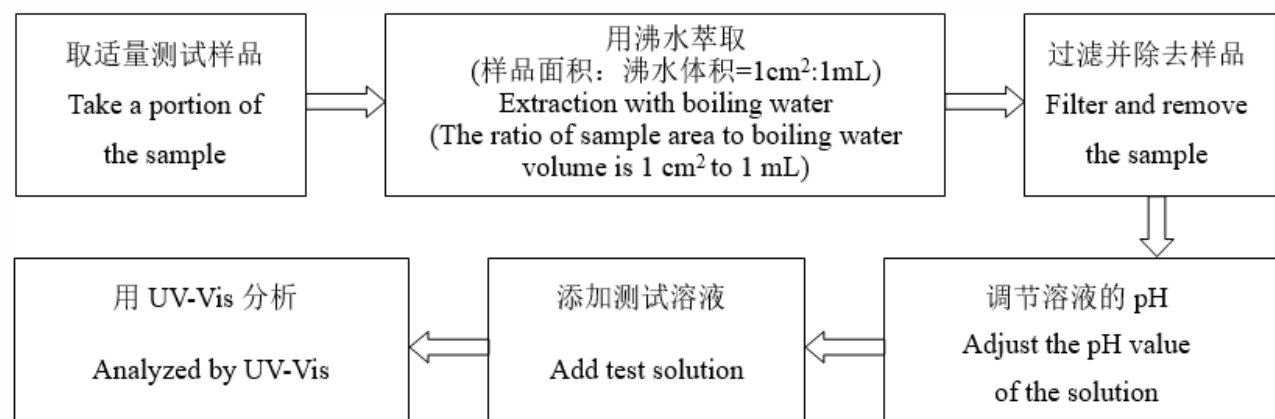 取适量测试样品
Take a portion of
the sample
用沸水萃取
(样品面积：沸水体积=1cm²:1mL)
Extraction with boiling water
(The ratio of sample area to boiling water
volume is 1 cm² to 1 mL)
过滤并除去样品
Filter and remove
the sample
调节溶液的 pH
Adjust the pH value
of the solution
添加测试溶液
Add test solution
用 UV-Vis 分析
Analyzed by UV-Vis